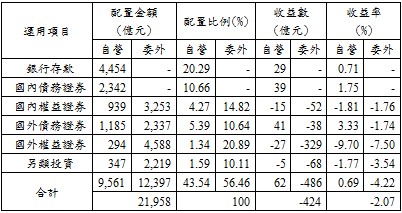 運用項目 配置金額(億元) 配置比例(%) 收益數(億元) 收益率(%)
自營 委外 自營 委外 自營 委外 自營 委外
銀行存款 4,454 - 20.29 - 29 - 0.71 -
國內債務證券 2,342 - 10.66 - 39 - 1.75 -
國內權益證券 939 3,253 4.27 14.82 -15 -52 -1.81 -1.76
國外債務證券 1,185 2,337 5.39 10.64 41 -38 3.33 -1.74
國外權益證券 294 4,588 1.34 20.89 -27 -329 -9.70 -7.50
另類投資 347 2,219 1.59 10.11 -5 -68 -1.77 -3.54
合計 9,561 12,397 43.54 56.46 62 -486 0.69 -4.22
21,958 100 -424 -2.07